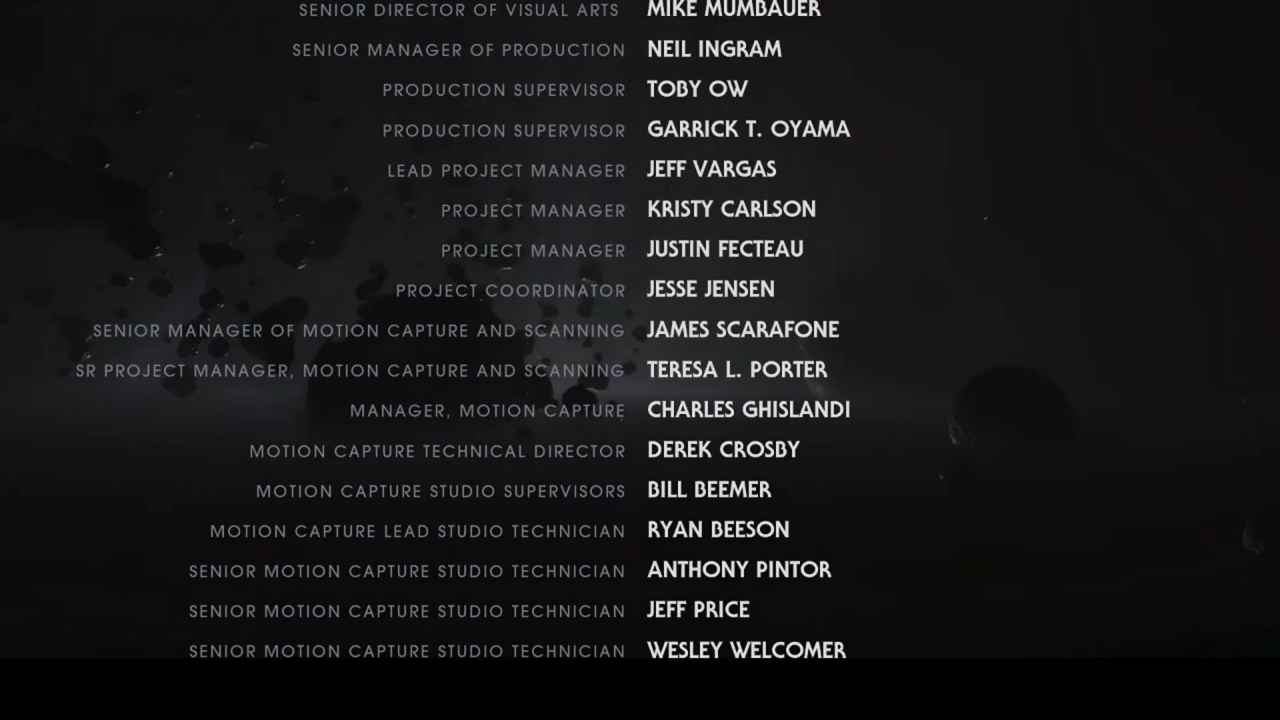 SENIOR DIRECTOR OF VISUAL ARTS MIKE MUMBAUER
SENIOR MANAGER OF PRODUCTION NEIL INGRAM
PRODUCTION SUPERVISOR TOBY OW
PRODUCTION SUPERVISOR GARRICK T. OYAMA
LEAD PROJECT MANAGER JEFF VARGAS
PROJECT MANAGER KRISTY CARLSON
PROJECT MANAGER JUSTIN FECTEAU
PROJECT COORDINATOR JESSE JENSEN
SENIOR MANAGER OF MOTION CAPTURE AND SCANNING JAMES SCARAFONE
SR PROJECT MANAGER, MOTION CAPTURE AND SCANNING TERESA L. PORTER
MANAGER, MOTION CAPTURE CHARLES GHISLANDI
MOTION CAPTURE TECHNICAL DIRECTOR DEREK CROSBY
MOTION CAPTURE STUDIO SUPERVISORS BILL BEEMER
MOTION CAPTURE LEAD STUDIO TECHNICIAN RYAN BEESON
SENIOR MOTION CAPTURE STUDIO TECHNICIAN ANTHONY PINTOR
SENIOR MOTION CAPTURE STUDIO TECHNICIAN JEFF PRICE
SENIOR MOTION CAPTURE STUDIO TECHNICIAN WESLEY WELCOMER